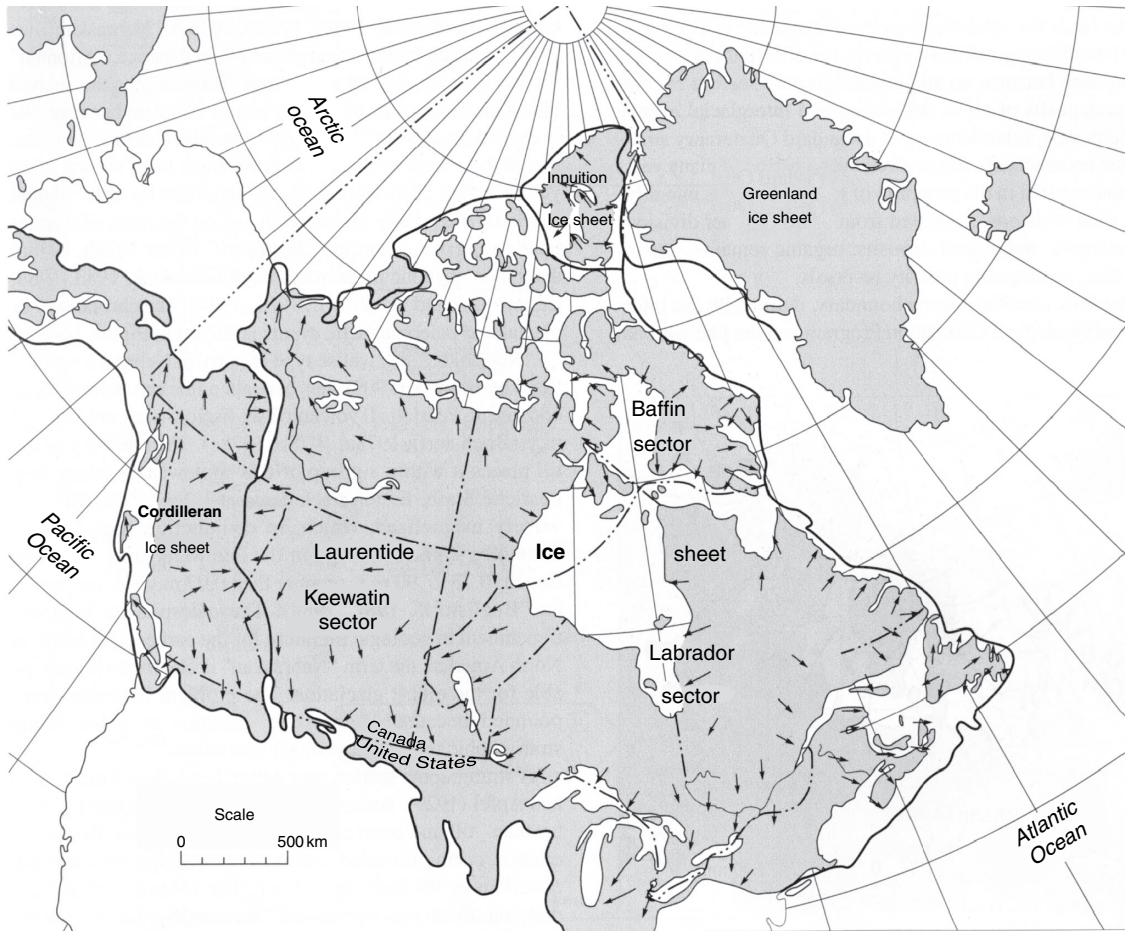 Arctic
ocean
Inuition
Ice sheet
Greenland
ice sheet
Baffin
sector
Pacific
Ocean
Cordilleran
Ice sheet
Laurentide
Ice
sheet
Keewatin
sector
Labrador
sector
Canada
United States
Scale
0
500 km
Atlantic
Ocean